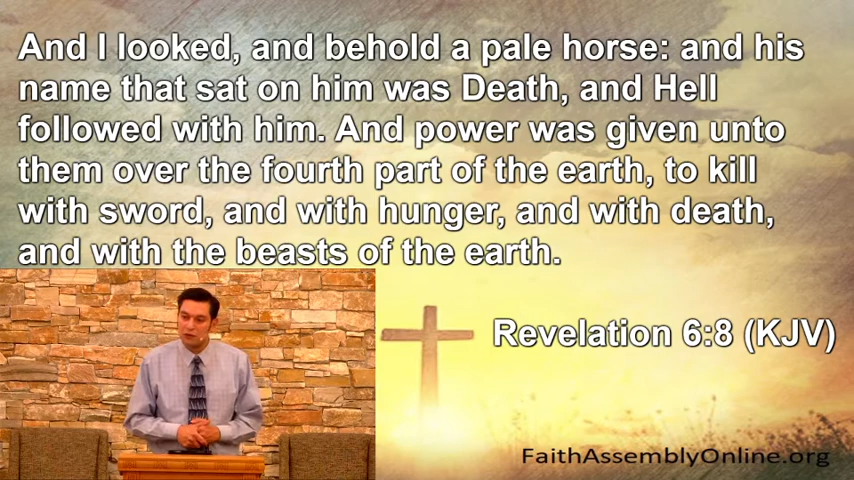 And I looked, and behold a pale horse: and his
name that sat on him was Death, and Hell
followed with him. And power was given unto
them over the fourth part of the earth, to kill
with sword, and with hunger, and with death,
and with the beasts of the earth.
Revelation 6:8 (KJV)
FaithAssemblyOnline.org